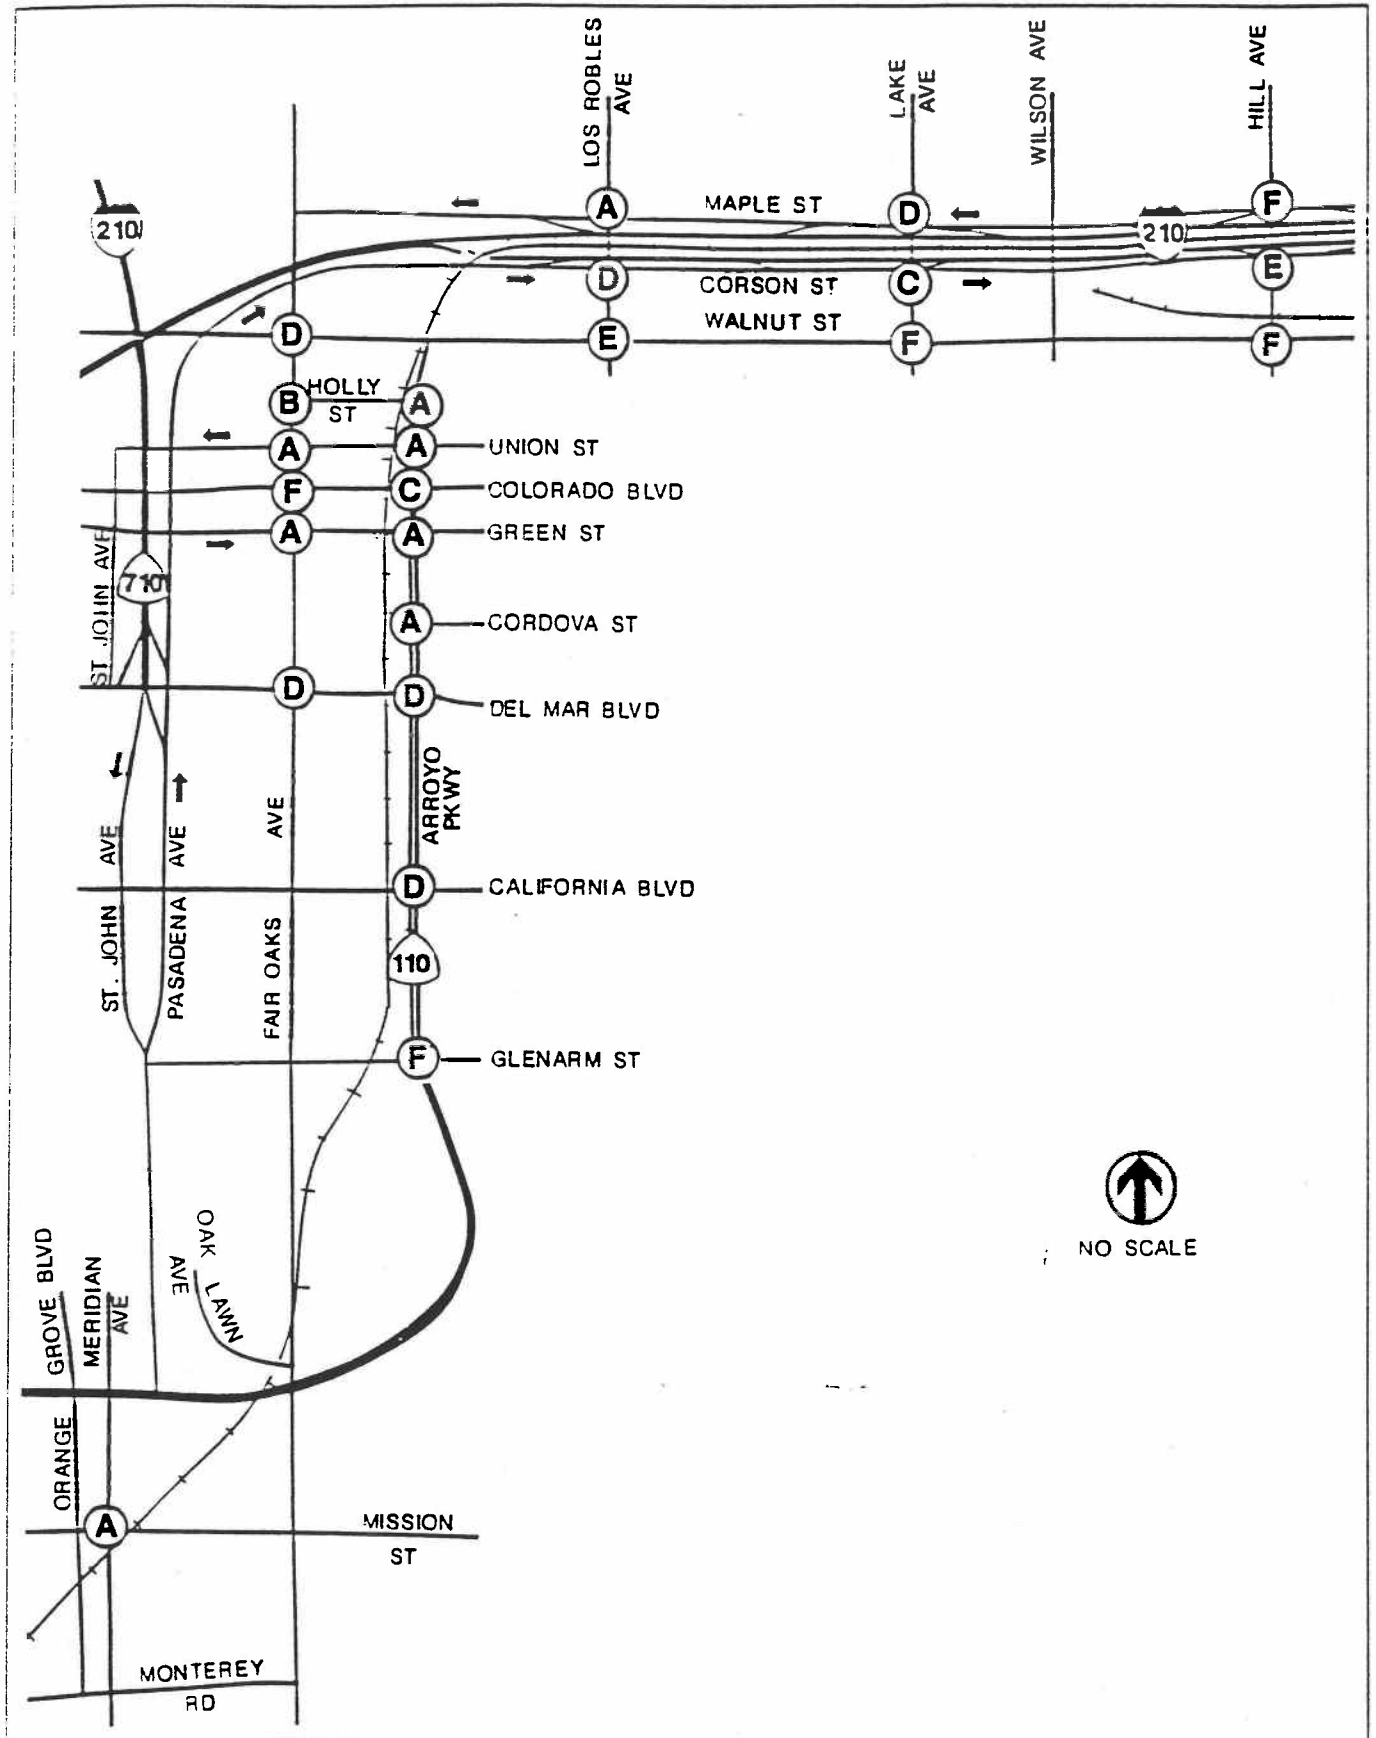 LOS ROBLES
AVE
LAKE
AVE
WILSON AVE
HILL AVE
210
A
MAPLE ST
D
210
F
D
CORSON ST
C
E
WALNUT ST
D
E
F
F
B
HOLLY
ST
A
A
A
UNION ST
F
C
COLORADO BLVD
A
A
GREEN ST
ST JOHN AVE
710
A
CORDOVA ST
D
D
DEL MAR BLVD
ARROYO
PKWY
ST. JOHN AVE
PASADENA AVE
FAIR OAKS AVE
D
CALIFORNIA BLVD
110
F
GLENARM ST
NO SCALE
OAK LAWN
AVE
ORANGE GROVE BLVD
MERIDIAN
AVE
A
MISSION
ST
MONTEREY
RD